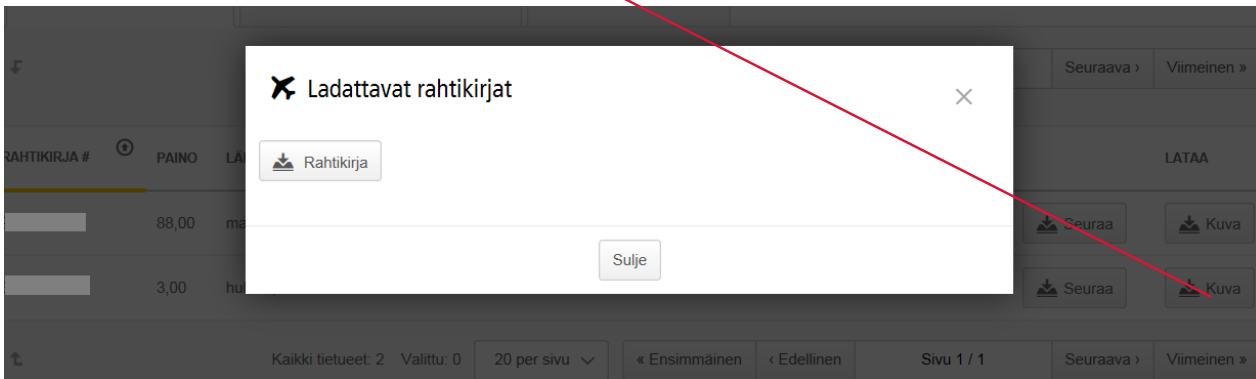 Seuraava › Viimeinen »
Ladattavat rahtikirjat
RAHTIKIRJA # PAINO LATAA
Rahtikirja
88,00 Seuraa Kuva
Sulje
3,00 Seuraa Kuva
Kaikki tietueet: 2 Valittu: 0 20 per sivu « Ensimmäinen ‹ Edellinen Sivu 1 / 1 Seuraava › Viimeinen »